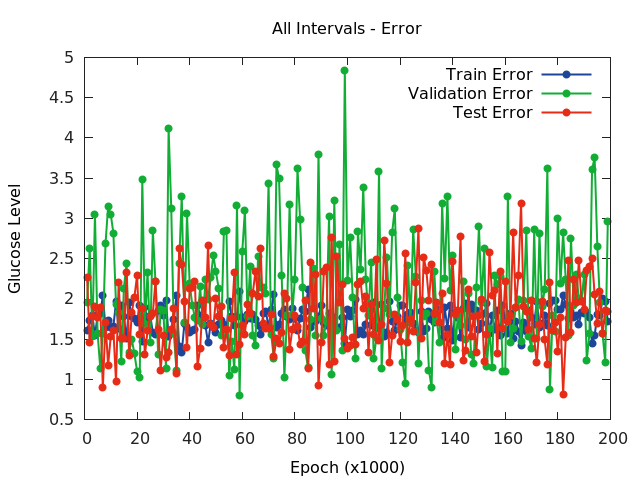 All Intervals - Error
Train Error
Validation Error
Test Error
Glucose Level
5
4.5
4
3.5
3
2.5
2
1.5
1
0.5
0 20 40 60 80 100 120 140 160 180 200
Epoch (x1000)